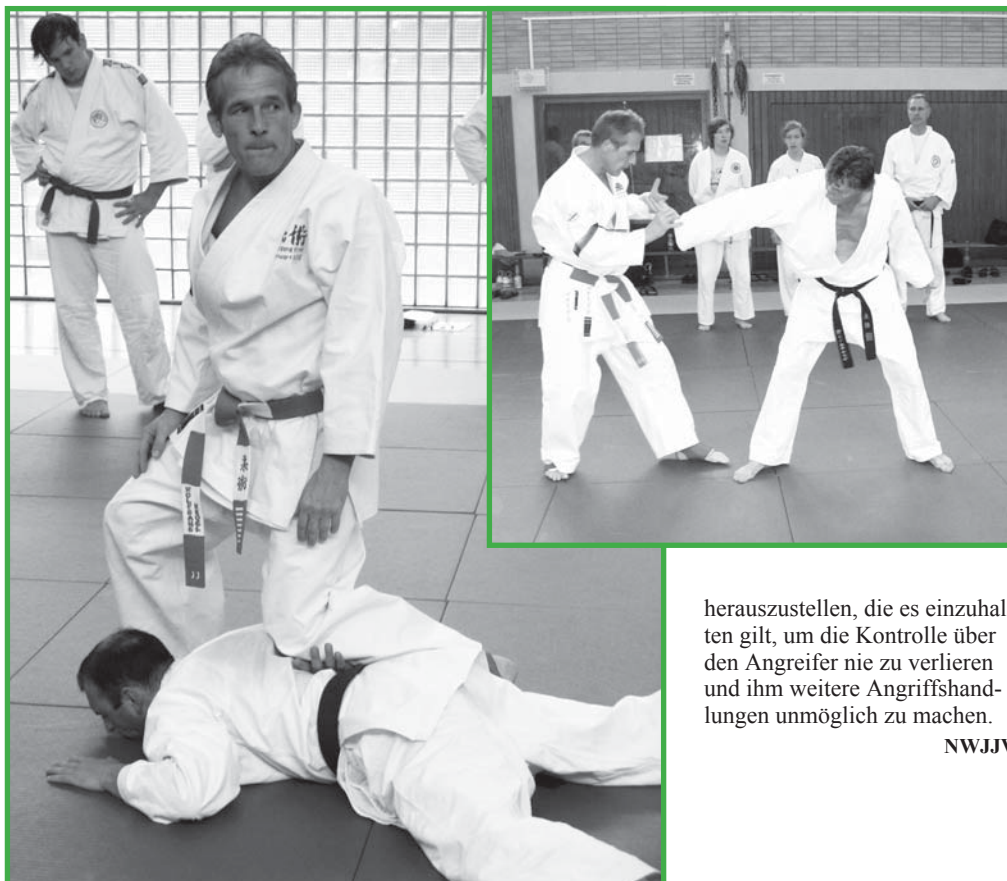 herauszustellen, die es einzuhal
ten gilt, um die Kontrolle über
den Angreifer nie zu verlieren
und ihm weitere Angriffshand-
lungen unmöglich zu machen.
NWJJV